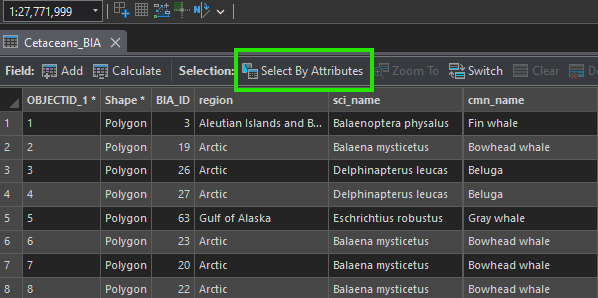 1:27,771,999
Cetaceans_BIA
Field: Add Calculate Selection: Select By Attributes Zoom To Switch Clear
OBJECTID_1 * Shape * BIA_ID region sci_name cmn_name
1 1 Polygon 3 Aleutian Islands and B... Balaenoptera physalus Fin whale
2 2 Polygon 19 Arctic Balaena mysticetus Bowhead whale
3 3 Polygon 26 Arctic Delphinapterus leucas Beluga
4 4 Polygon 27 Arctic Delphinapterus leucas Beluga
5 5 Polygon 63 Gulf of Alaska Eschrichtius robustus Gray whale
6 6 Polygon 23 Arctic Balaena mysticetus Bowhead whale
7 7 Polygon 20 Arctic Balaena mysticetus Bowhead whale
8 8 Polygon 22 Arctic Balaena mysticetus Bowhead whale